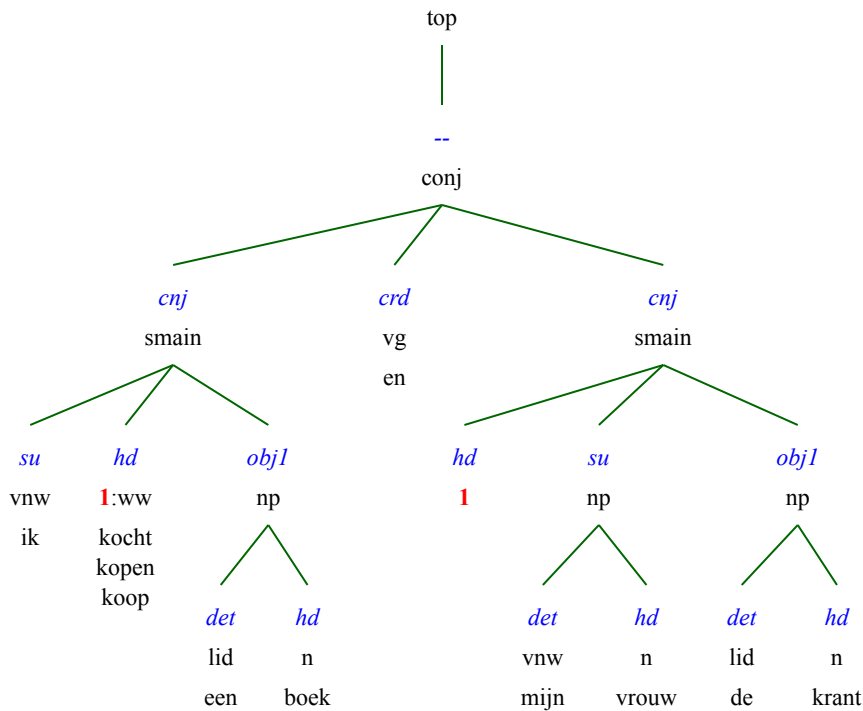 top
--
conj
cnj crd cnj
smain vg smain
en
su hd obj1 hd su obj1
vnw 1:ww np 1 np np
ik kocht
kopen
koop
det hd det hd det hd
lid n vnw n lid n
een boek mijn vrouw de krant